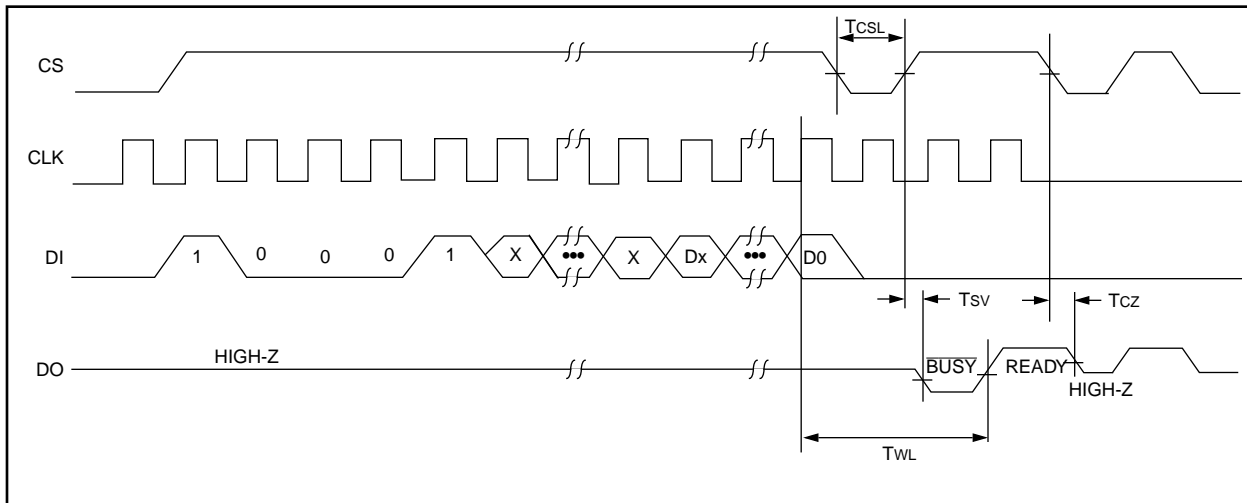 TCSL
CS
CLK
DI
1 0 0 0 1 X ••• X Dx ••• D0
TSV
TCZ
DO
HIGH-Z
BUSY
READY
HIGH-Z
TWL